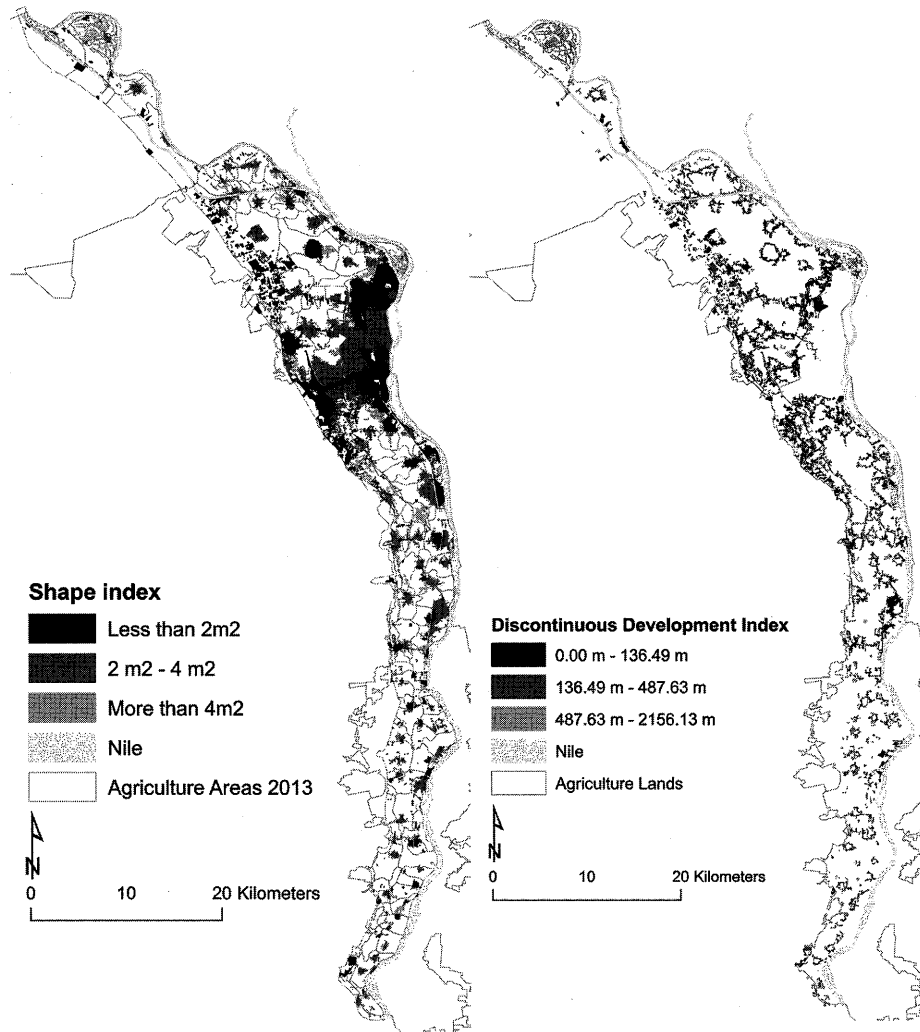 Shape index
Less than 2m2
2 m2 - 4 m2
More than 4m2
Nile
Agriculture Areas 2013
N
0 10 20 Kilometers
Discontinuous Development Index
0.00 m - 136.49 m
136.49 m - 487.63 m
487.63 m - 2156.13 m
Nile
Agriculture Lands
N
0 10 20 Kilometers